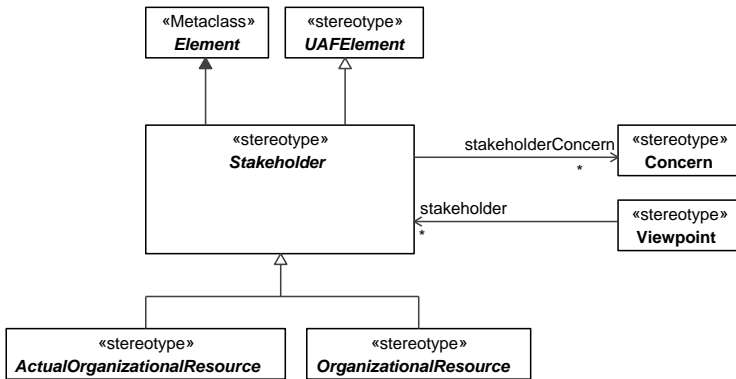 «Metaclass»
Element
«stereotype»
UAFElement
«stereotype»
Stakeholder
stakeholderConcern
*
«stereotype»
Concern
stakeholder
*
«stereotype»
Viewpoint
«stereotype»
ActualOrganizationalResource
«stereotype»
OrganizationalResource